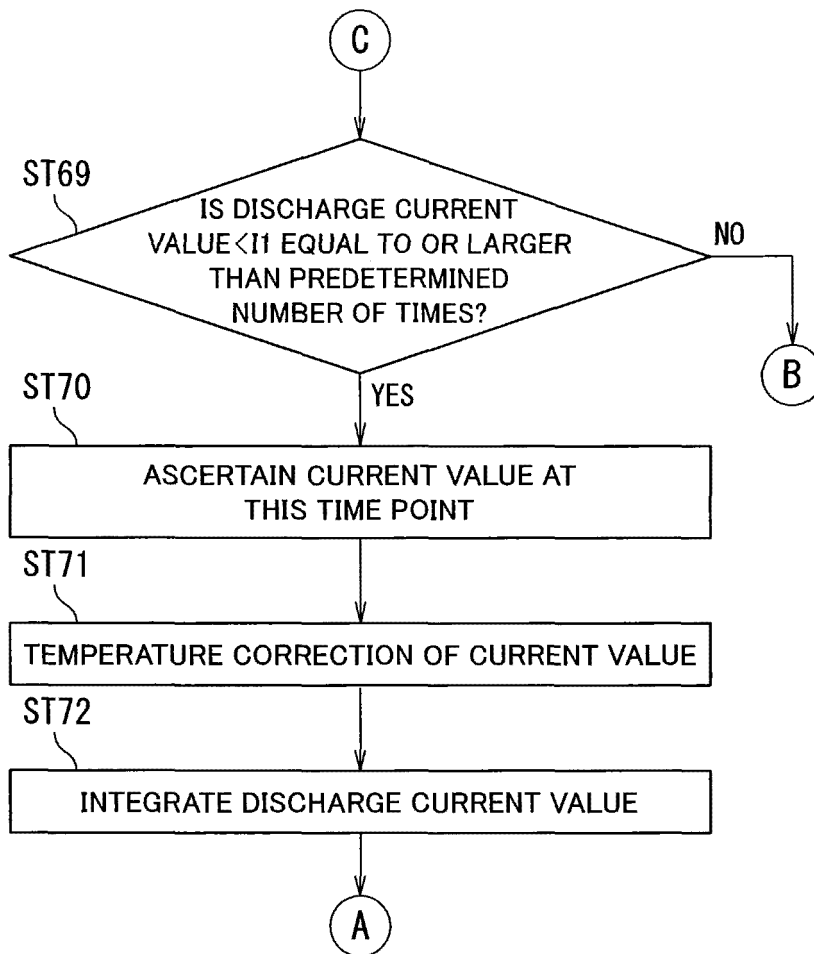 C
ST69
IS DISCHARGE CURRENT
VALUE<I1 EQUAL TO OR LARGER
THAN PREDETERMINED
NUMBER OF TIMES?
NO
B
YES
ST70
ASCERTAIN CURRENT VALUE AT
THIS TIME POINT
ST71
TEMPERATURE CORRECTION OF CURRENT VALUE
ST72
INTEGRATE DISCHARGE CURRENT VALUE
A